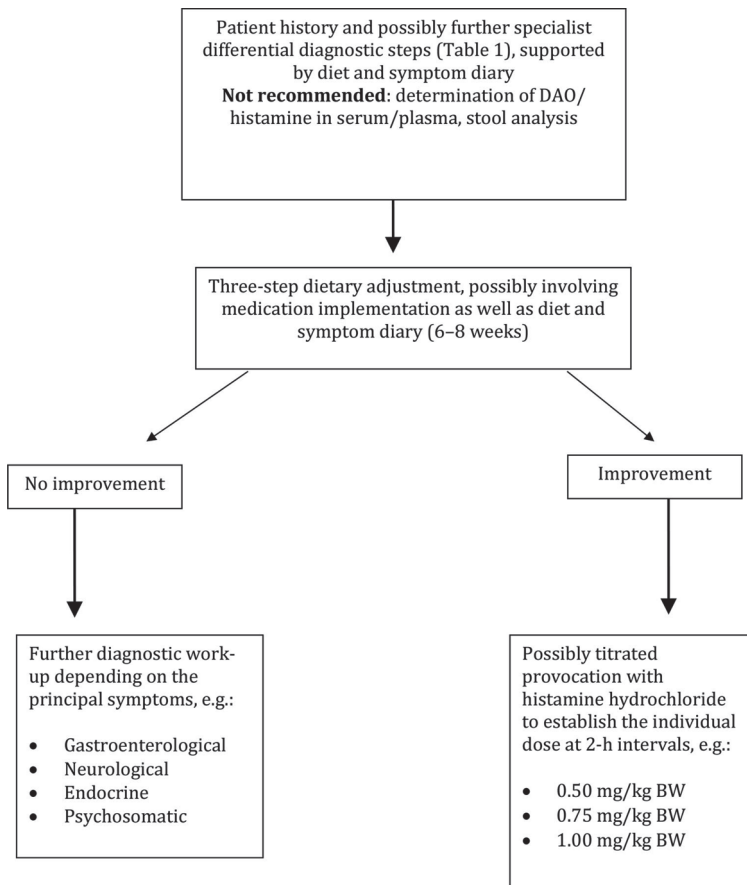 Patient history and possibly further specialist
differential diagnostic steps (Table 1), supported
by diet and symptom diary
Not recommended: determination of DAO/
histamine in serum/plasma, stool analysis
Three-step dietary adjustment, possibly involving
medication implementation as well as diet and
symptom diary (6–8 weeks)
No improvement
Improvement
Further diagnostic work-
up depending on the
principal symptoms, e.g.:
• Gastroenterological
• Neurological
• Endocrine
• Psychosomatic
Possibly titrated
provocation with
histamine hydrochloride
to establish the individual
dose at 2-h intervals, e.g.:
• 0.50 mg/kg BW
• 0.75 mg/kg BW
• 1.00 mg/kg BW